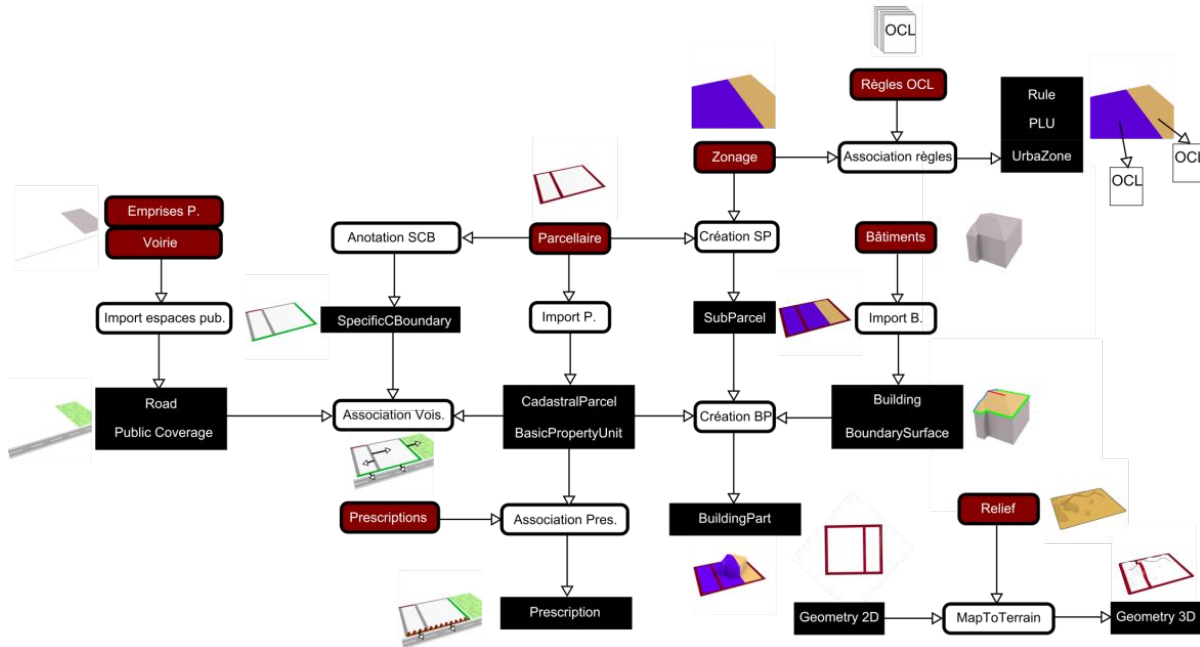 OCL
Règles OCL
Rule
PLU
UrbaZone
Zonage
Association règles
OCL
OCL
Emprises P.
Voirie
Anotation SCB
Parcellaire
Création SP
Bâtiments
Import espaces pub.
SpecificCBoundary
Import P.
SubParcel
Import B.
Road
Public Coverage
Association Vois.
CadastralParcel
BasicPropertyUnit
Création BP
Building
BoundarySurface
Prescriptions
Association Pres.
BuildingPart
Relief
Prescription
Geometry 2D
MapToTerrain
Geometry 3D